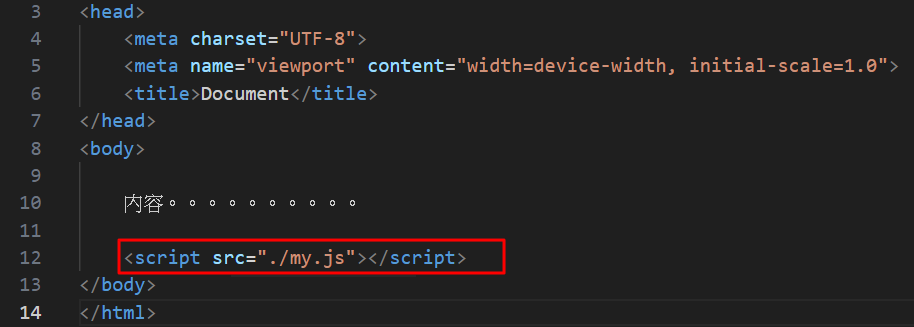 3 <head>
4 <meta charset="UTF-8">
5 <meta name="viewport" content="width=device-width, initial-scale=1.0">
6 <title>Document</title>
7 </head>
8 <body>
9
10 內容。。。。。。。。。。
11
12 <script src="./my.js"></script>
13 </body>
14 </html>